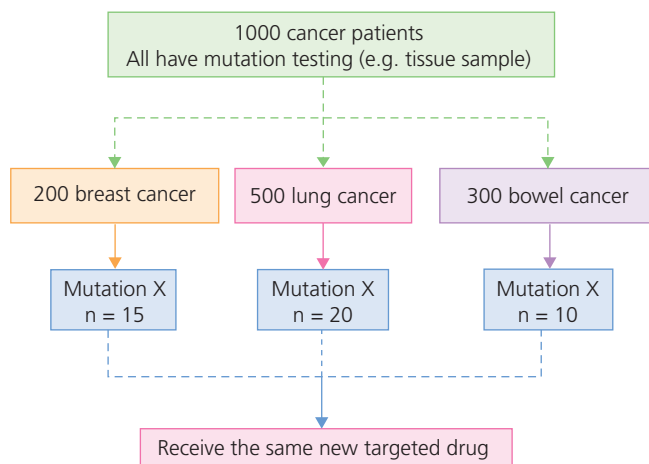 1000 cancer patients
All have mutation testing (e.g. tissue sample)
200 breast cancer
500 lung cancer
300 bowel cancer
Mutation X
n = 15
Mutation X
n = 20
Mutation X
n = 10
Receive the same new targeted drug